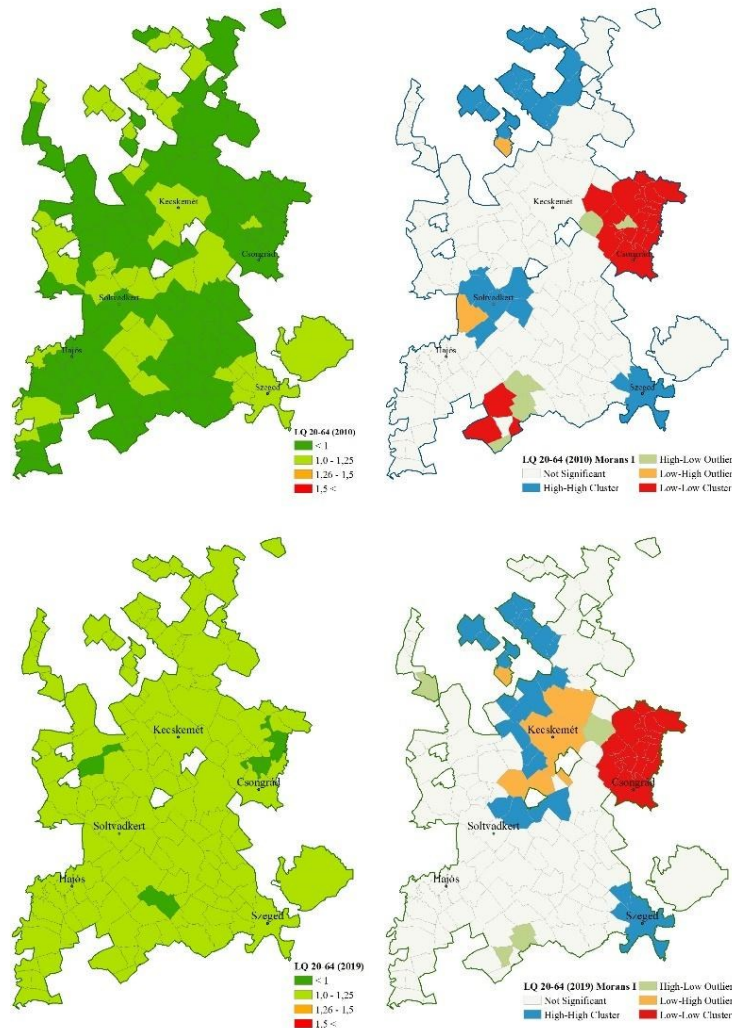 Kecskemét
Csongrád
Soltvadkert
Hajós
Szeged
LQ 20-64 (2010)
< 1
1,0 - 1,25
1,26 - 1,5
1,5 <
Kecskemét
Csongrád
Soltvadkert
Hajós
Szeged
LQ 20-64 (2010) Morans I
Not Significant
High-High Cluster
High-Low Outlier
Low-High Outlier
Low-Low Cluster
Kecskemét
Csongrád
Soltvadkert
Hajós
Szeged
LQ 20-64 (2019)
< 1
1,0 - 1,25
1,26 - 1,5
1,5 <
Kecskemét
Csongrád
Soltvadkert
Hajós
Szeged
LQ 20-64 (2019) Morans I
Not Significant
High-High Cluster
High-Low Outlier
Low-High Outlier
Low-Low Cluster